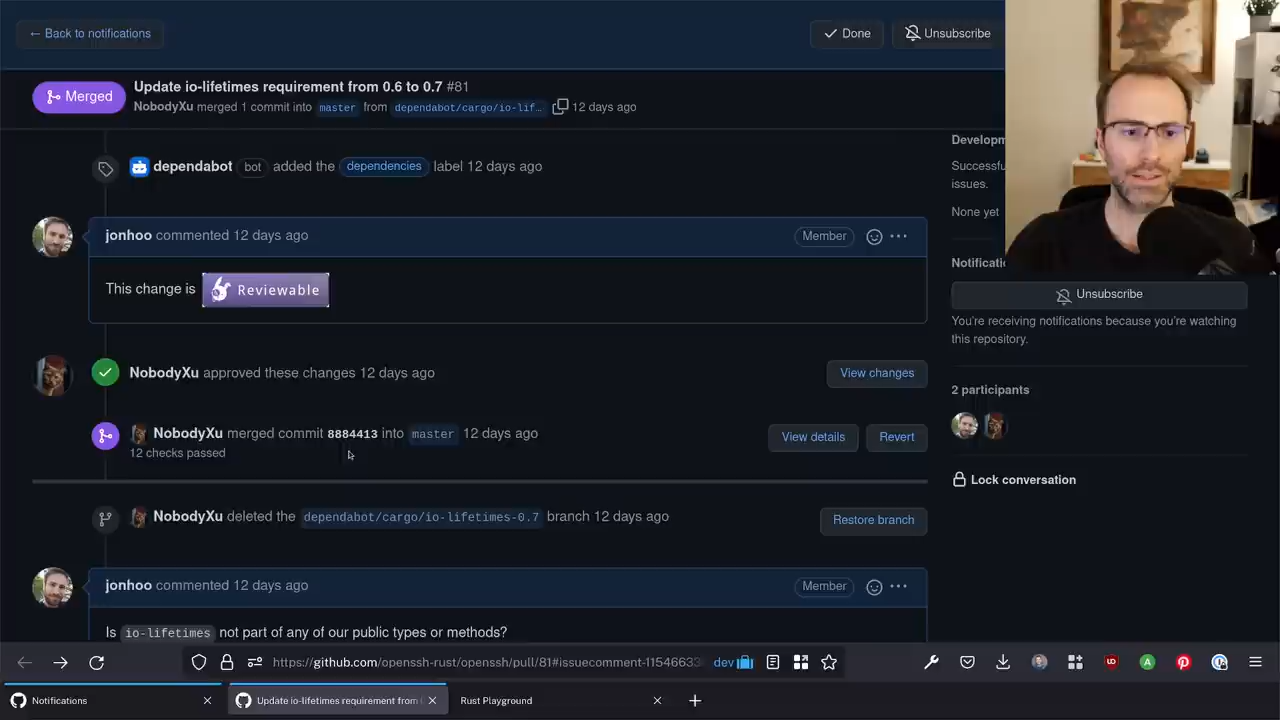 ← Back to notifications
Done
Unsubscribe
Merged
Update io-lifetimes requirement from 0.6 to 0.7 #81
NobodyXu merged 1 commit into master from dependabot/cargo/io-lif… 12 days ago
dependabot bot added the dependencies label 12 days ago
jonhoo commented 12 days ago
Member
This change is Reviewable
NobodyXu approved these changes 12 days ago
View changes
NobodyXu merged commit 8884413 into master 12 days ago
12 checks passed
View details
Revert
NobodyXu deleted the dependabot/cargo/io-lifetimes-0.7 branch 12 days ago
Restore branch
jonhoo commented 12 days ago
Member
Is io-lifetimes not part of any of our public types or methods?
Successfu
issues.
None yet
Unsubscribe
You're receiving notifications because you're watching
this repository.
2 participants
Lock conversation
https://github.com/openssh-rust/openssh/pull/81#issuecomment-11546633
dev
Notifications
Update io-lifetimes requirement from
Rust Playground